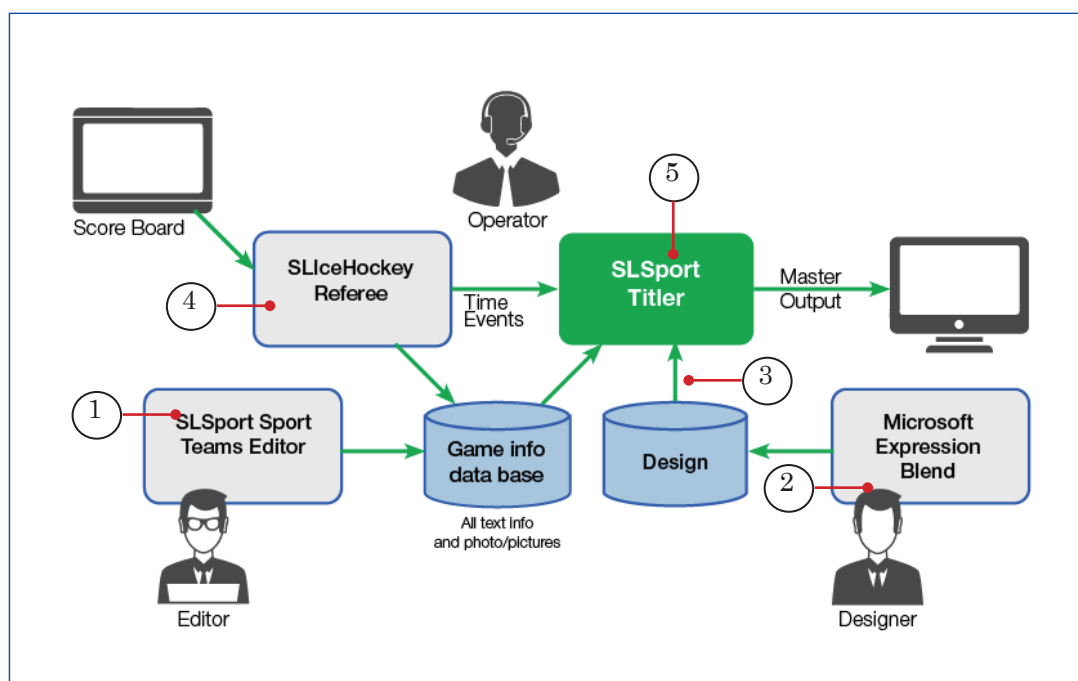 Score Board
Operator
5
SLIceHockey
Referee
4
Time
Events
SLSport
Titler
Master
Output
3
1
SLSport Sport
Teams Editor
Game info
data base
Design
Microsoft
Expression
Blend
2
All text info
and photo/pictures
Editor
Designer